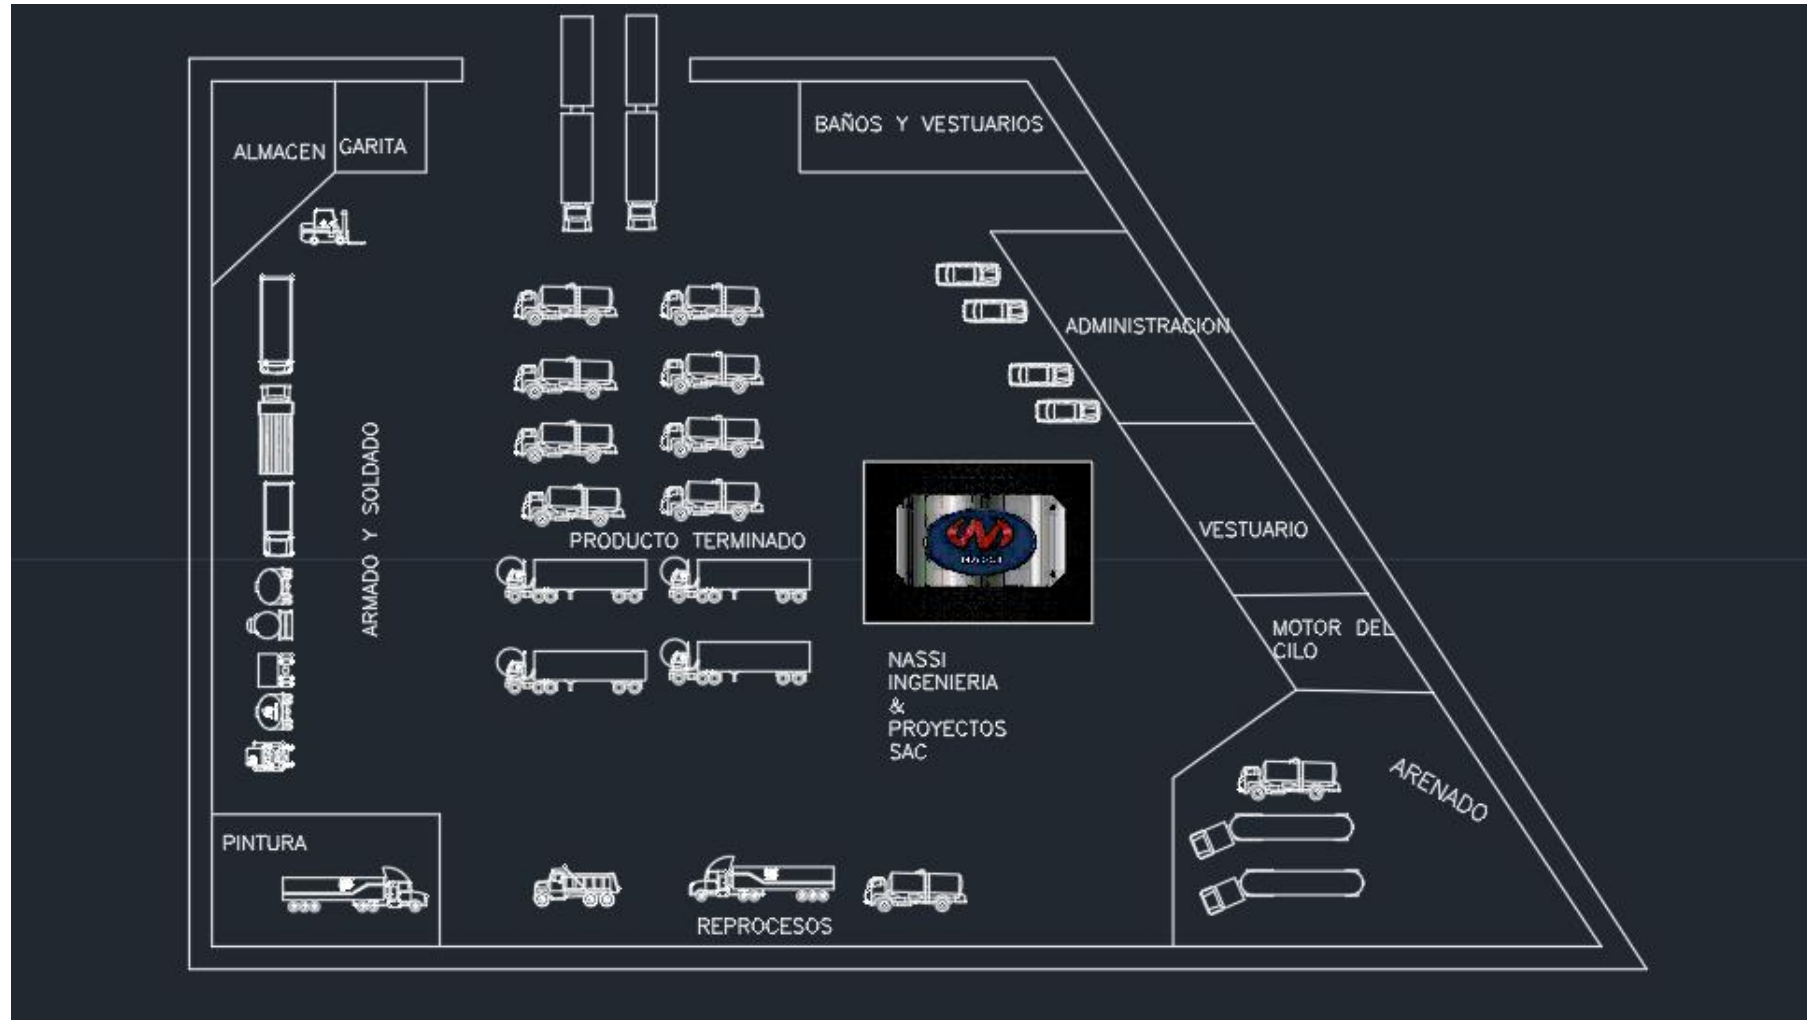 BAÑOS Y VESTUARIOS
ALMACEN
GARITA
ADMINISTRACION
ARMADO Y SOLDADO
PRODUCTO TERMINADO
VESTUARIO
NASSI
MOTOR DEL
CILO
NASSI
INGENIERIA
&
PROYECTOS
SAC
ARENADO
PINTURA
REPROCESOS